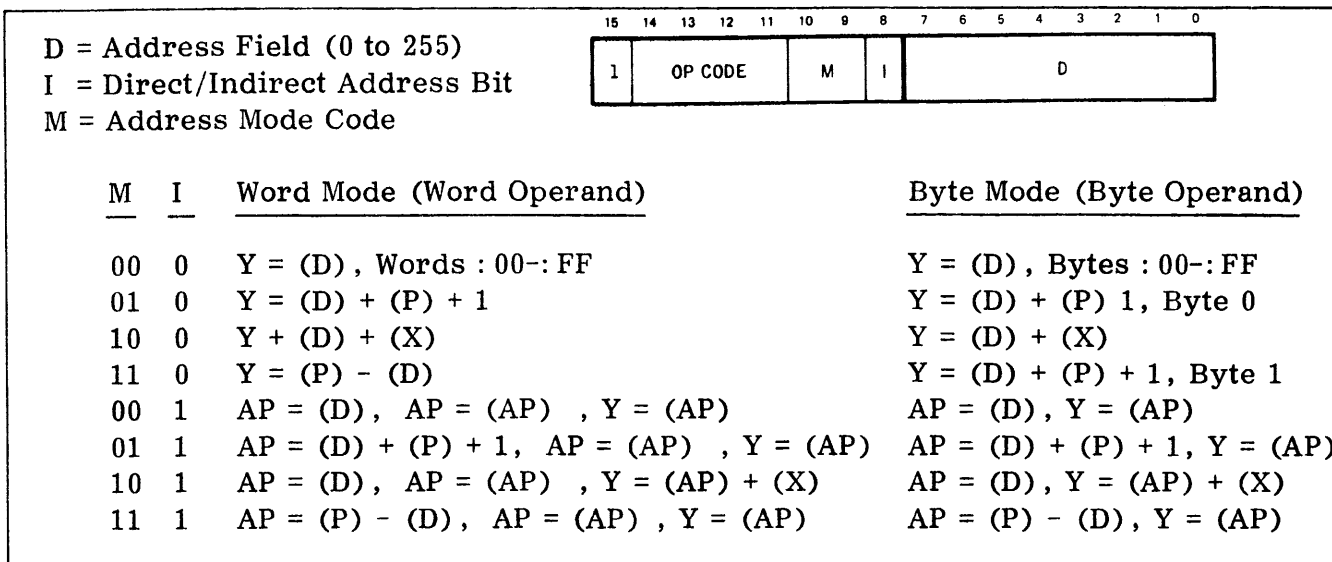 15 14 13 12 11 10 9 8 7 6 5 4 3 2 1 0
1 OP CODE M I D
D = Address Field (0 to 255)
I = Direct/Indirect Address Bit
M = Address Mode Code
M I Word Mode (Word Operand) Byte Mode (Byte Operand)
00 0 Y = (D) , Words : 00-: FF Y = (D) , Bytes : 00-: FF
01 0 Y = (D) + (P) + 1 Y = (D) + (P) 1, Byte 0
10 0 Y + (D) + (X) Y = (D) + (X)
11 0 Y = (P) - (D) Y = (D) + (P) + 1, Byte 1
00 1 AP = (D), AP = (AP) , Y = (AP) AP = (D), Y = (AP)
01 1 AP = (D) + (P) + 1, AP = (AP) , Y = (AP) AP = (D) + (P) + 1, Y = (AP)
10 1 AP = (D), AP = (AP) , Y = (AP) + (X) AP = (D), Y = (AP) + (X)
11 1 AP = (P) - (D), AP = (AP) , Y = (AP) AP = (P) - (D), Y = (AP)